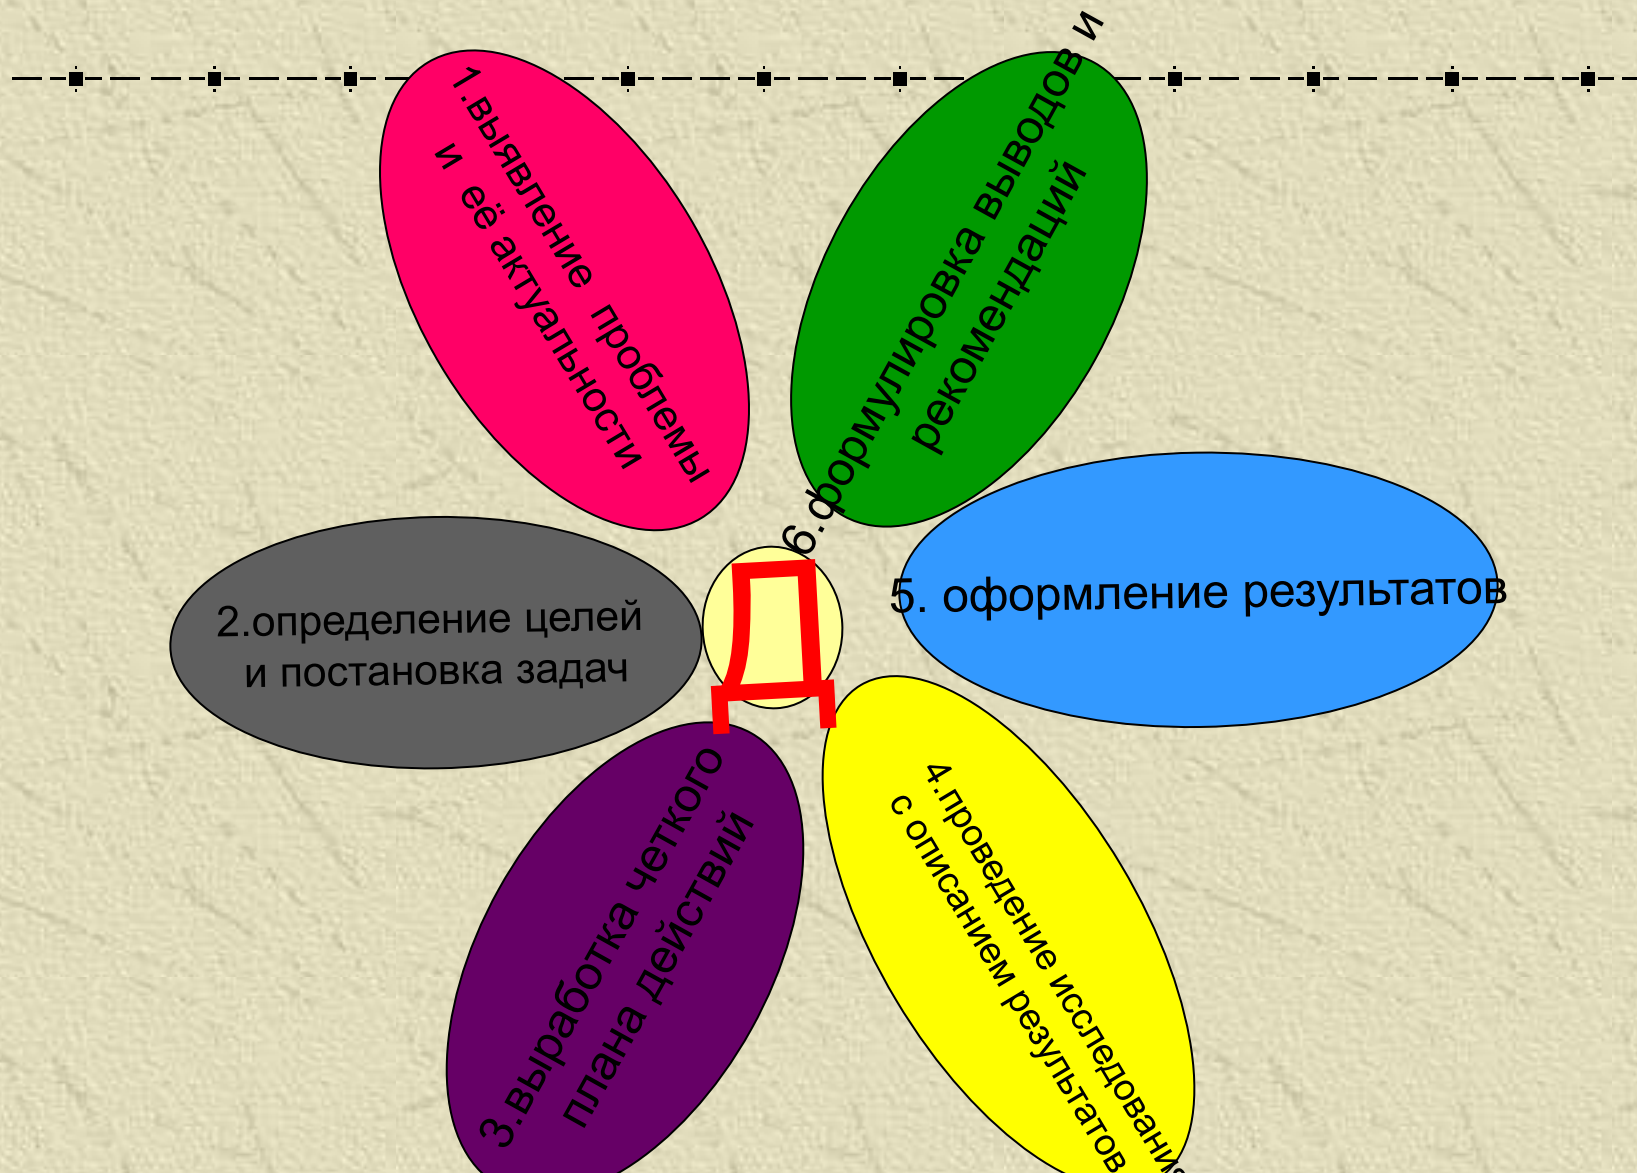 1.выявление проблемы
и её актуальности
2.определение целей
и постановка задач
3.выработка четкого
плана действий
4.проведение исследования
с описанием результатов
5. оформление результатов
6.формулировка выводов и
рекомендаций
Д